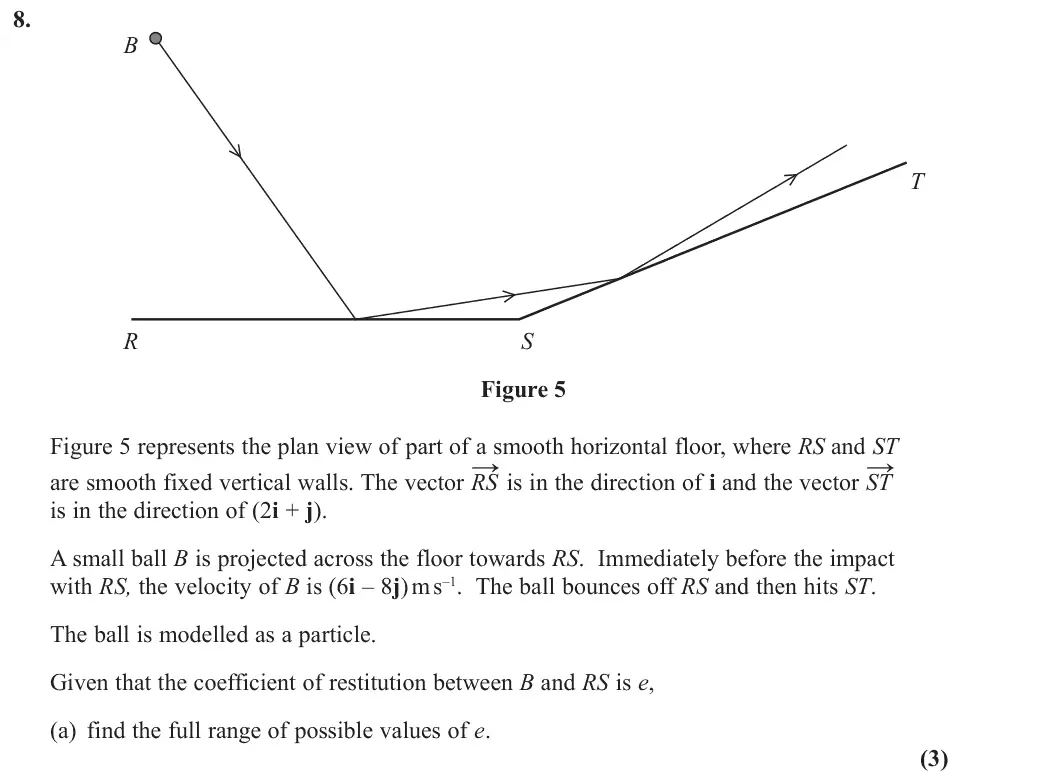 8.
B
T
R
S
Figure 5
Figure 5 represents the plan view of part of a smooth horizontal floor, where RS and ST
are smooth fixed vertical walls. The vector $\overrightarrow{RS}$ is in the direction of **i** and the vector $\overrightarrow{ST}$
is in the direction of (2**i** + **j**).
A small ball B is projected across the floor towards RS. Immediately before the impact
with RS, the velocity of B is (6**i** – 8**j**) m s⁻¹. The ball bounces off RS and then hits ST.
The ball is modelled as a particle.
Given that the coefficient of restitution between B and RS is e,
(a) find the full range of possible values of e.
(3)